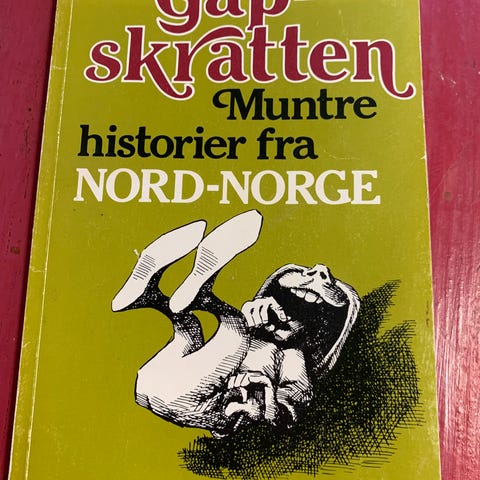 Gap-
skratten
Muntre
historier fra
NORD-NORGE